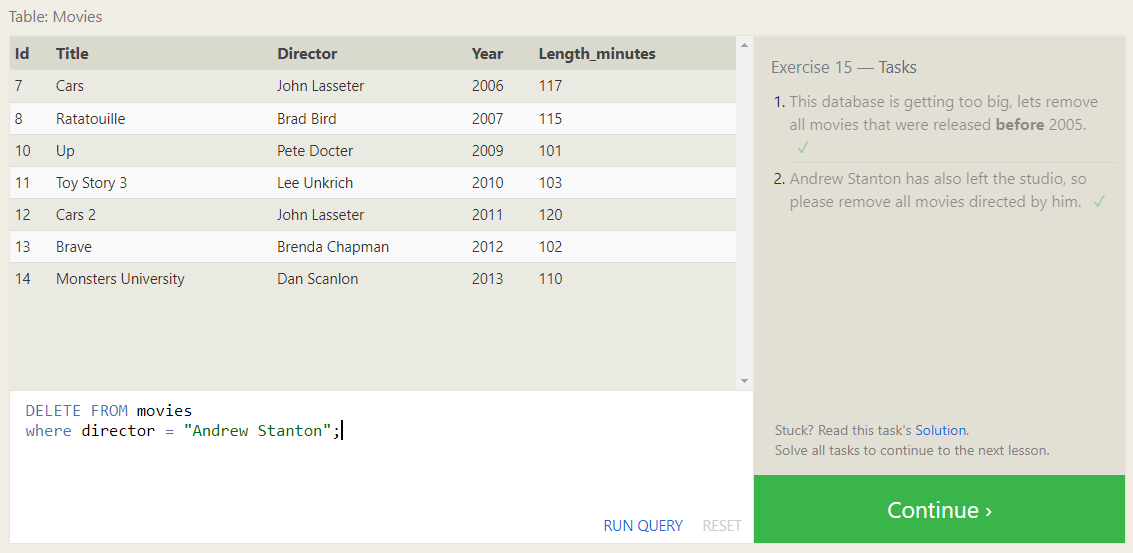 Table: Movies
Id Title Director Year Length_minutes
7 Cars John Lasseter 2006 117
8 Ratatouille Brad Bird 2007 115
10 Up Pete Docter 2009 101
11 Toy Story 3 Lee Unkrich 2010 103
12 Cars 2 John Lasseter 2011 120
13 Brave Brenda Chapman 2012 102
14 Monsters University Dan Scanlon 2013 110
DELETE FROM movies
where director = "Andrew Stanton";
RUN QUERY RESET
Exercise 15 — Tasks
1. This database is getting too big, lets remove
all movies that were released before 2005.
✓
2. Andrew Stanton has also left the studio, so
please remove all movies directed by him. ✓
Stuck? Read this task's Solution.
Solve all tasks to continue to the next lesson.
Continue ›